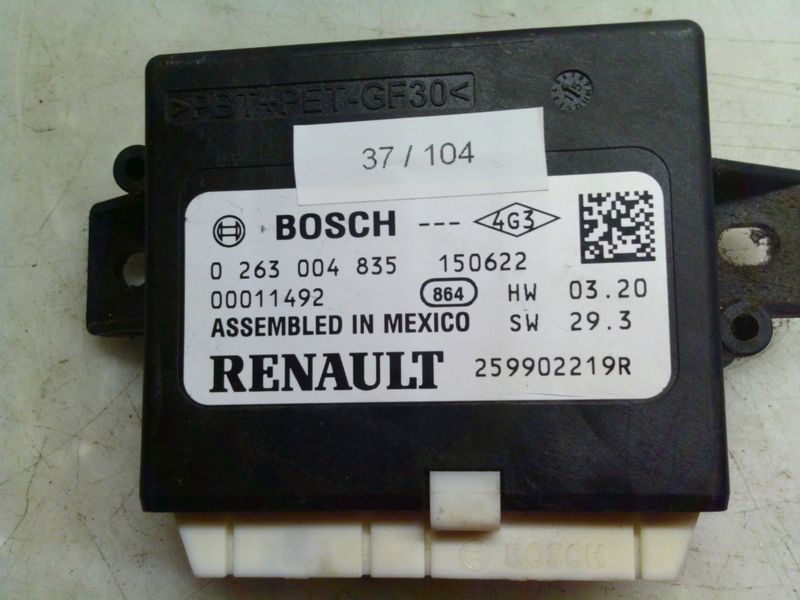 >PBT+PET-GF30<
15
37 / 104
BOSCH --- 4G3
0 263 004 835 150622
00011492 864 HW 03.20
ASSEMBLED IN MEXICO SW 29.3
RENAULT 259902219R
BOSCH